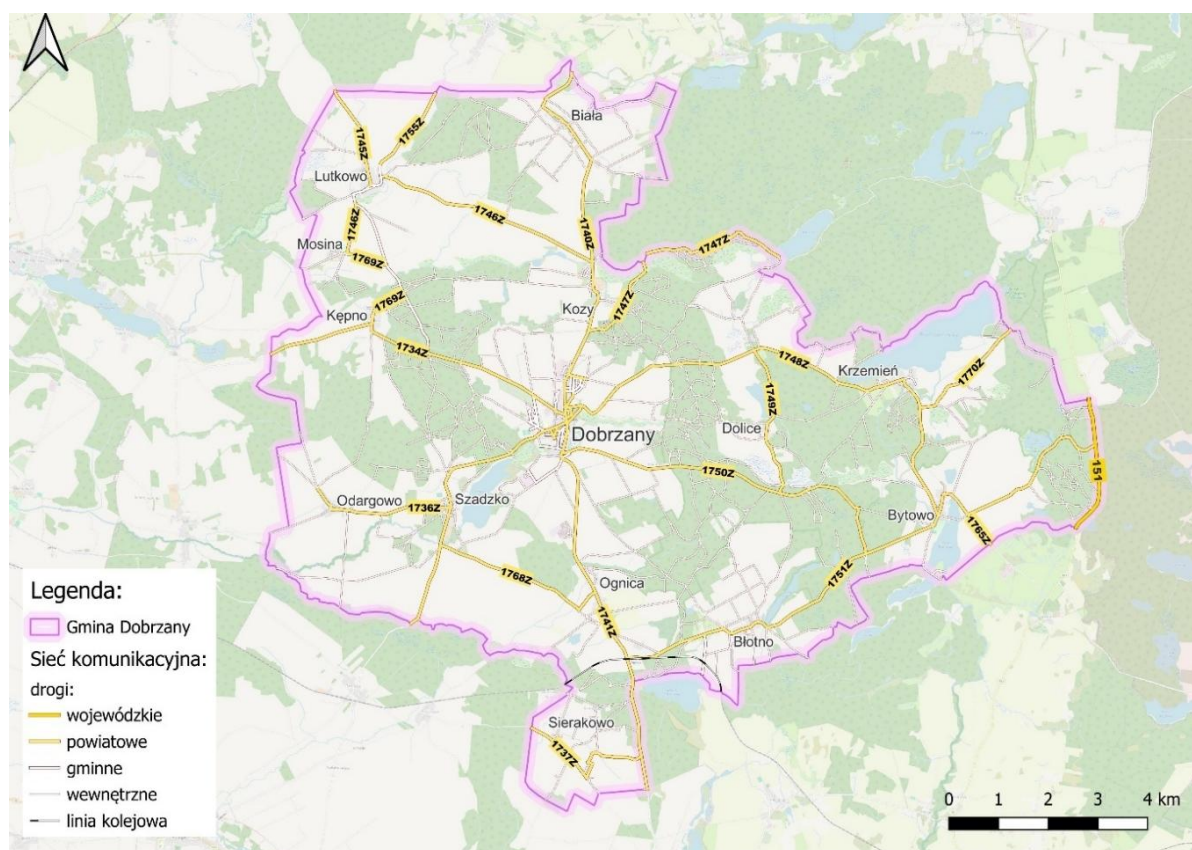 Biała
1745Z
1755Z
Lutkowo
1746Z
1740Z
1746Z
Mosina
1769Z
1747Z
1769Z
Kozy
1747Z
Kępno
1734Z
1748Z
Krzemień
1770Z
1749Z
Dolice
Dobrzany
151
1750Z
Odargowo
1736Z
Szadzko
Bytowo
1765Z
1768Z
Ognica
1751Z
1741Z
Błotno
Sierakowo
1737Z
Legenda:
Gmina Dobrzany
Sieć komunikacyjna:
drogi:
wojewódzkie
powiatowe
gminne
wewnętrzne
linia kolejowa
0 1 2 3 4 km